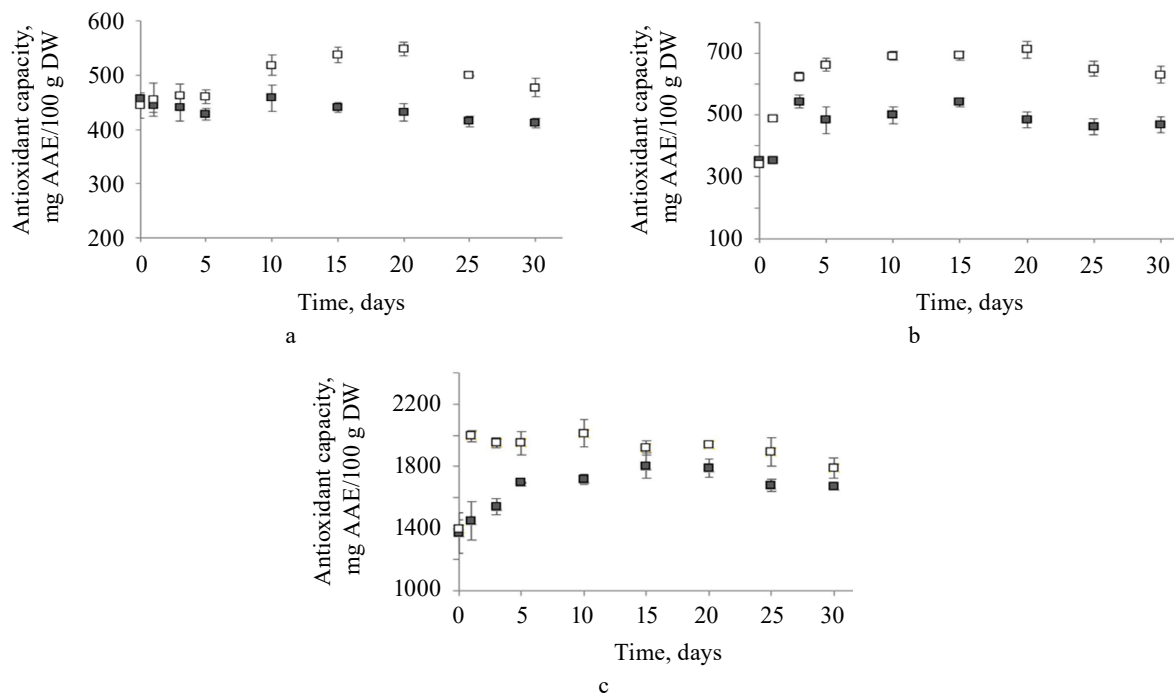 Antioxidant capacity,
mg AAE/100 g DW
600
500
400
300
200
0 5 10 15 20 25 30
Time, days
a
Antioxidant capacity,
mg AAE/100 g DW
700
500
300
100
0 5 10 15 20 25 30
Time, days
b
Antioxidant capacity,
mg AAE/100 g DW
2200
1800
1400
1000
0 5 10 15 20 25 30
Time, days
c